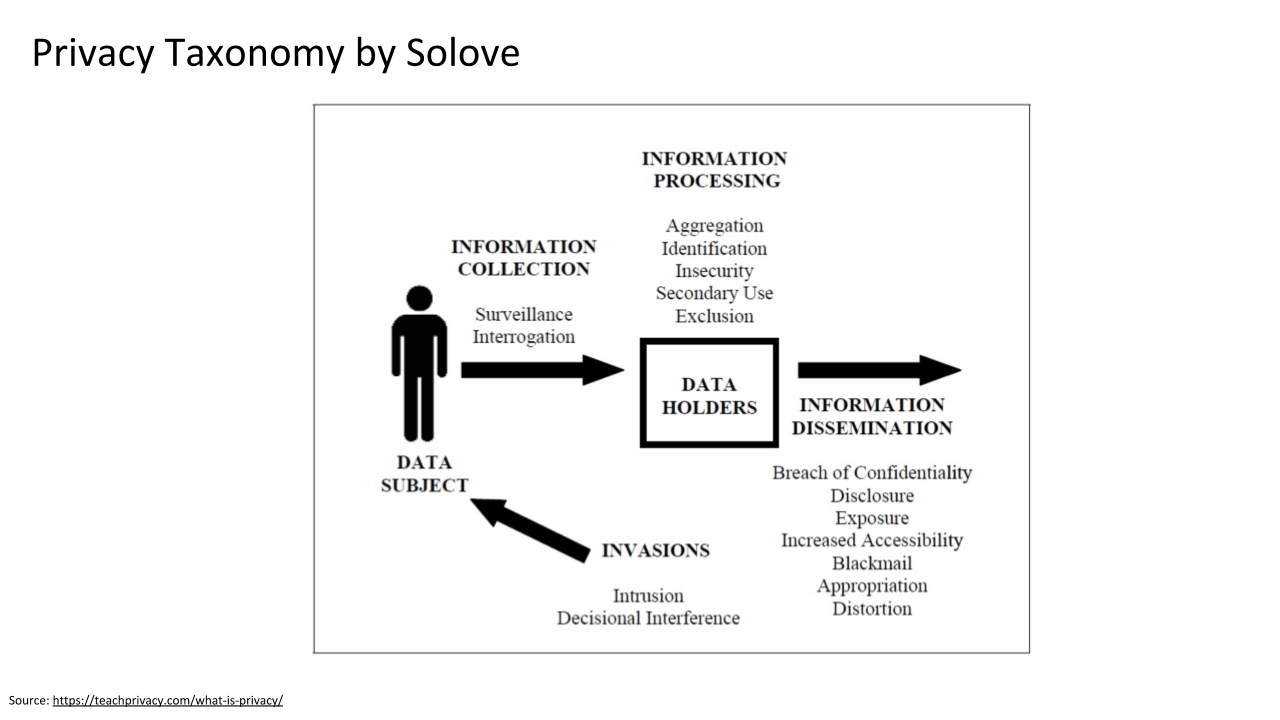 Privacy Taxonomy by Solove
INFORMATION
PROCESSING
Aggregation
Identification
Insecurity
Secondary Use
Exclusion
INFORMATION
COLLECTION
Surveillance
Interrogation
DATA
HOLDERS
INFORMATION
DISSEMINATION
DATA
SUBJECT
Breach of Confidentiality
Disclosure
Exposure
Increased Accessibility
Blackmail
Appropriation
Distortion
INVASIONS
Intrusion
Decisional Interference
Source: https://teachprivacy.com/what-is-privacy/